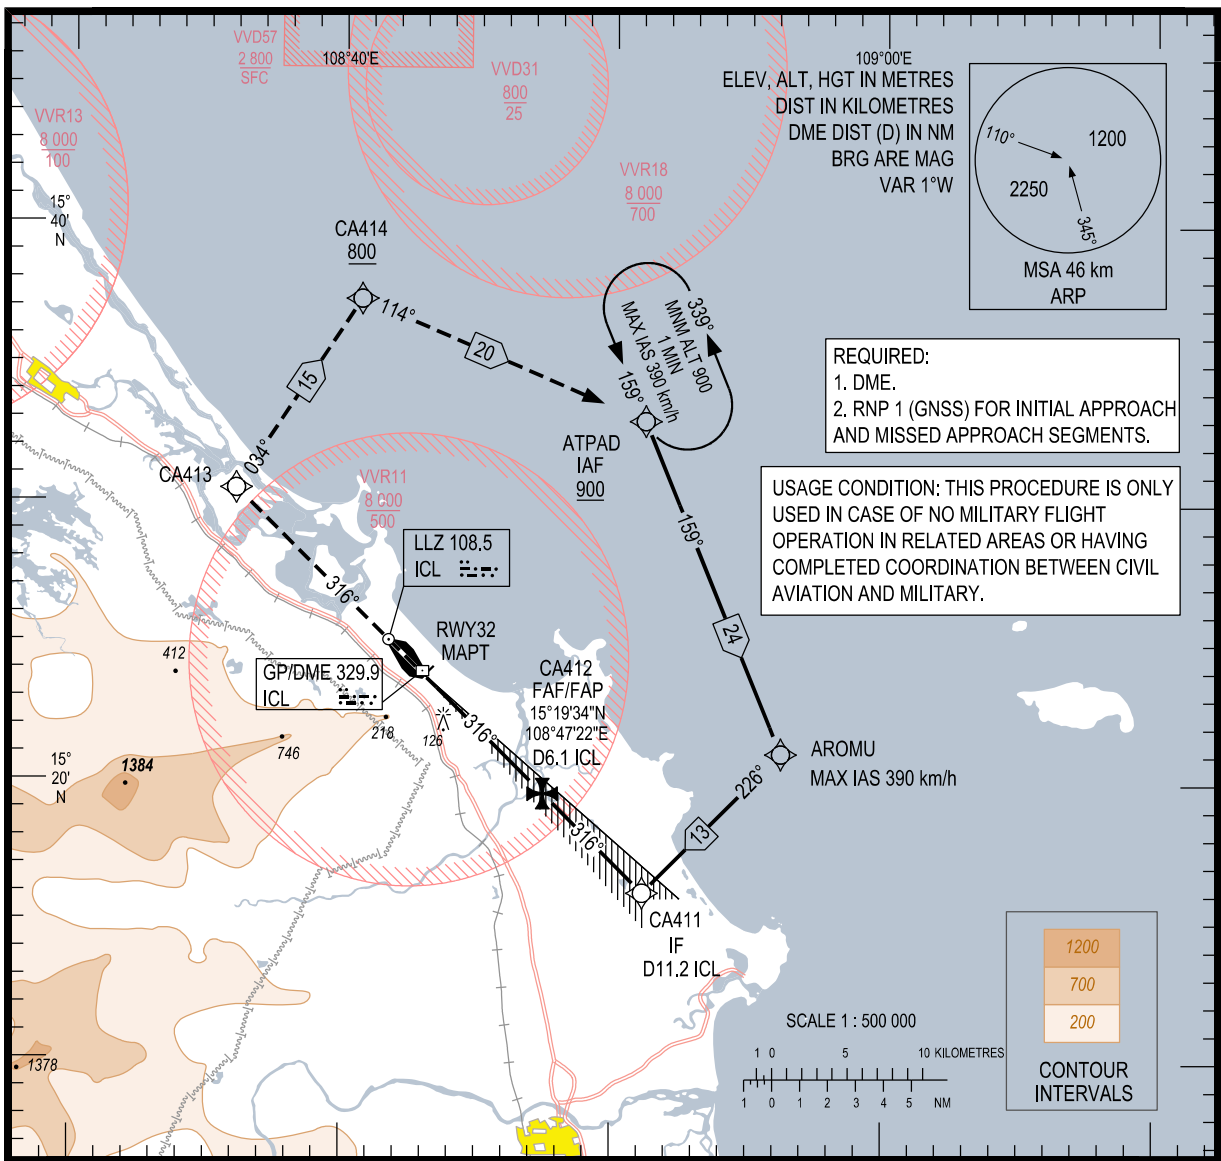 VVD57
2 800
SFC
108°40'E
VVD31
800
25
109°00'E
ELEV, ALT, HGT IN METRES
DIST IN KILOMETRES
DME DIST (D) IN NM
BRG ARE MAG
VAR 1°W
110°
1200
2250
345°
MSA 46 km
ARP
VVR13
8 000
100
VVR18
8 000
700
15°
40'
N
CA414
800
114°
20
15
034°
CA413
339°
MNM ALT 900
1 MIN
MAX IAS 390 km/h
159°
ATPAD
IAF
900
REQUIRED:
1. DME.
2. RNP 1 (GNSS) FOR INITIAL APPROACH
AND MISSED APPROACH SEGMENTS.
USAGE CONDITION: THIS PROCEDURE IS ONLY
USED IN CASE OF NO MILITARY FLIGHT
OPERATION IN RELATED AREAS OR HAVING
COMPLETED COORDINATION BETWEEN CIVIL
AVIATION AND MILITARY.
VVR11
8 000
500
159°
LLZ 108.5
ICL
316°
RWY32
MAPT
24
412
GP/DME 329.9
ICL
CA412
FAF/FAP
15°19'34"N
108°47'22"E
D6.1 ICL
316°
218
126
746
1384
15°
20'
N
AROMU
MAX IAS 390 km/h
226°
13
316°
CA411
IF
D11.2 ICL
1378
SCALE 1 : 500 000
1 0 5 10 KILOMETRES
1 0 1 2 3 4 5 NM
1200
700
200
CONTOUR
INTERVALS